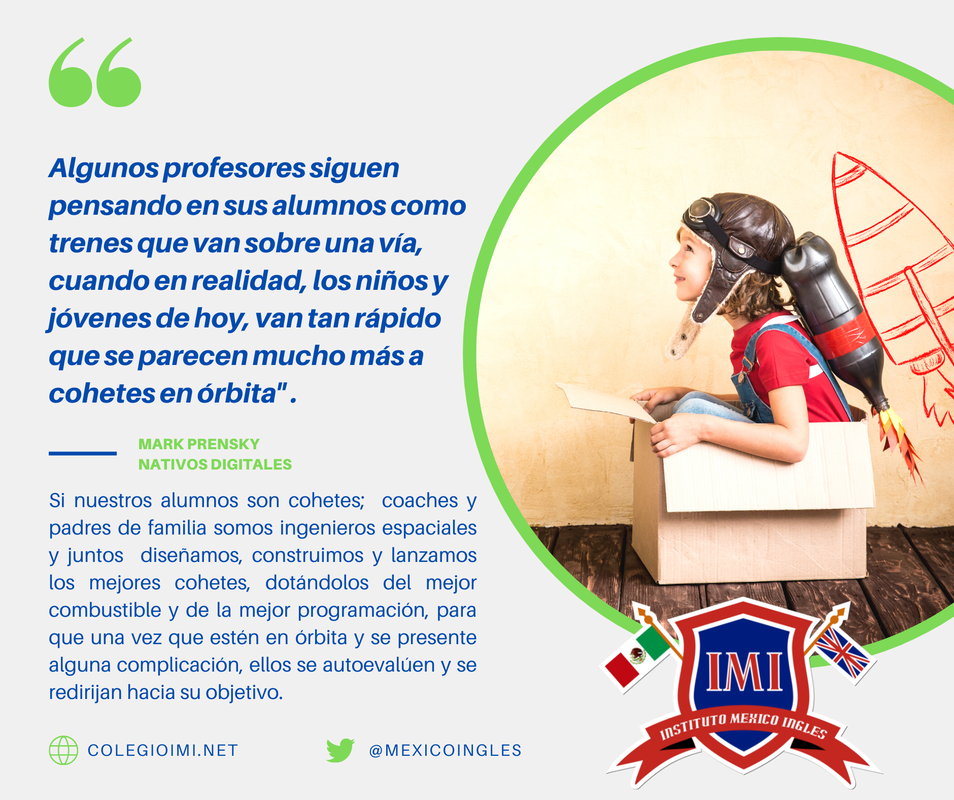 Algunos profesores siguen
pensando en sus alumnos como
trenes que van sobre una vía,
cuando en realidad, los niños y
jóvenes de hoy, van tan rápido
que se parecen mucho más a
cohetes en órbita" .
MARK PRENSKY
NATIVOS DIGITALES
Si nuestros alumnos son cohetes; coaches y
padres de familia somos ingenieros espaciales
y juntos diseñamos, construimos y lanzamos
los mejores cohetes, dotándolos del mejor
combustible y de la mejor programación, para
que una vez que estén en órbita y se presente
alguna complicación, ellos se autoevalúen y se
redirijan hacia su objetivo.
COLEGIOIMI.NET
@MEXICOINGLES
IMI
INSTITUTO MEXICO INGLES